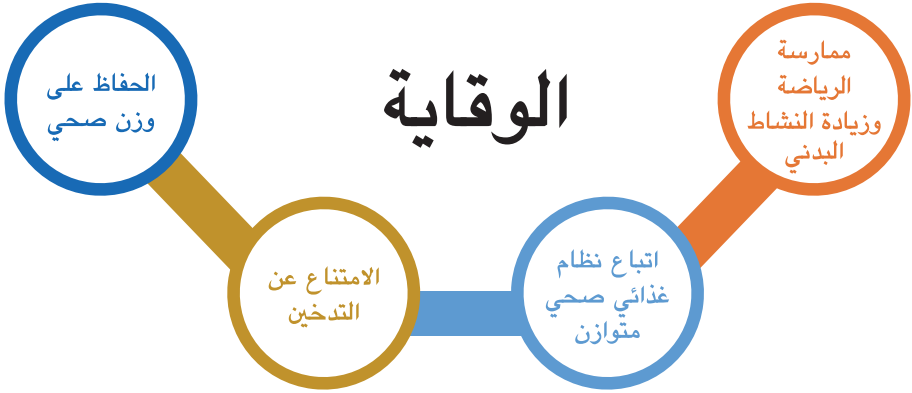 الوقاية
ممارسة
الرياضة
وزيادة النشاط
البدني
اتباع نظام
غذائي صحي
متوازن
الامتناع عن
التدخين
الحفاظ على
وزن صحي